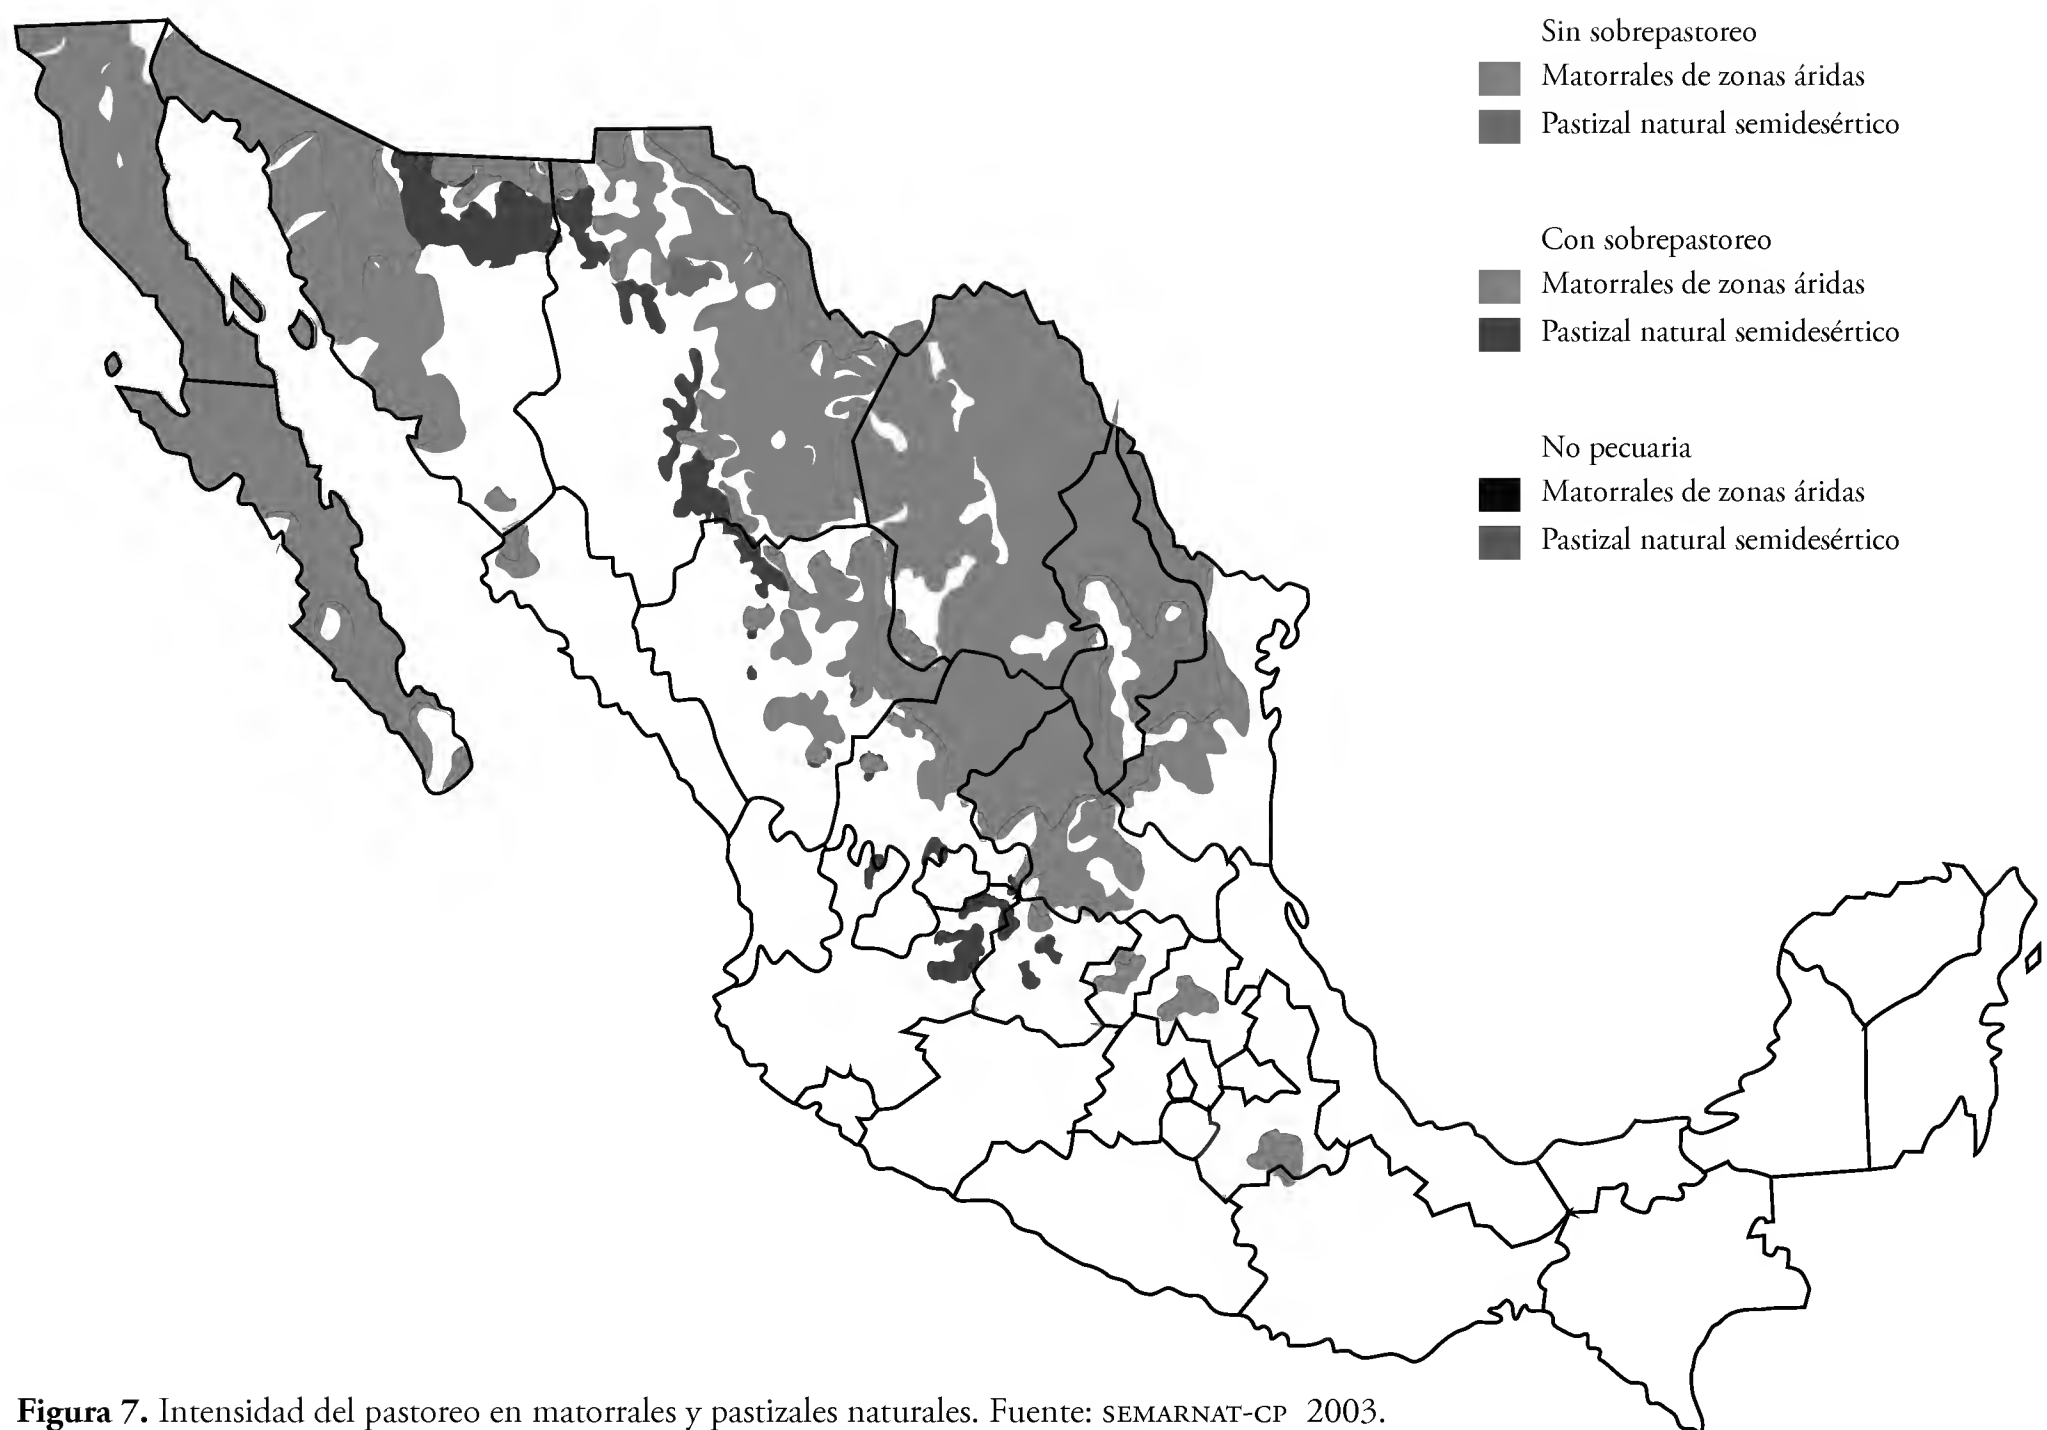 Sin sobrepastoreo
Matorrales de zonas áridas
Pastizal natural semidesértico
Con sobrepastoreo
Matorrales de zonas áridas
Pastizal natural semidesértico
No pecuaria
Matorrales de zonas áridas
Pastizal natural semidesértico
Figura 7. Intensidad del pastoreo en matorrales y pastizales naturales. Fuente: SEMARNAT-CP 2003.